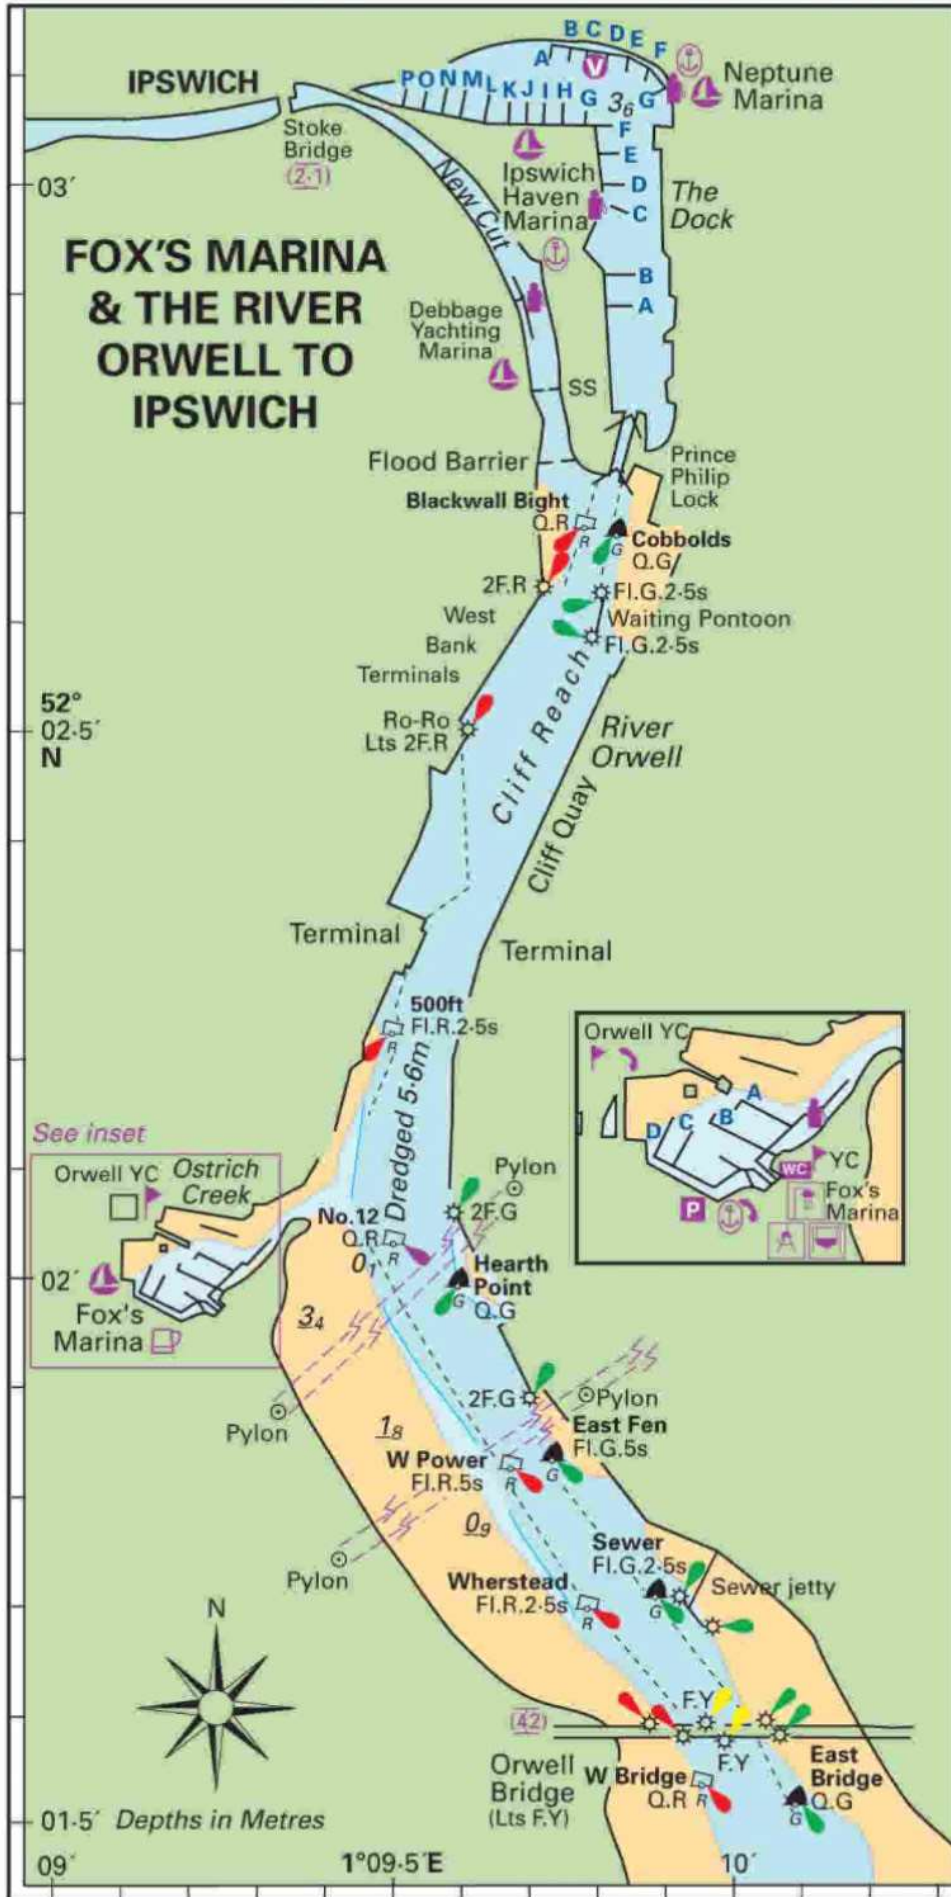 IPSWICH
B C D E F
A
V
Neptune
Marina
P O N M L K J I H G
3₆
G
F
E
D
C
B
A
Stoke
Bridge
(2·1)
New Cut
Ipswich
Haven
Marina
The
Dock
03´
FOX'S MARINA
& THE RIVER
ORWELL TO
IPSWICH
Debbage
Yachting
Marina
SS
Flood Barrier
Prince
Philip
Lock
Blackwall Bight
Q.R
R
G
Cobbolds
Q.G
2F.R
Fl.G.2·5s
West
Bank
Terminals
Waiting Pontoon
Fl.G.2·5s
52°
02·5´
N
Ro-Ro
Lts 2F.R
Cliff Reach
River
Orwell
Cliff Quay
Terminal
Terminal
500ft
Fl.R.2·5s
R
Dredged 5·6m
See inset
Orwell YC
Ostrich
Creek
Fox's
Marina
02´
Pylon
No.12
Q.R
R
0₁
2F.G
Hearth
Point
Q.G
G
3₄
Pylon
2F.G
Pylon
East Fen
Fl.G.5s
G
1₈
W Power
Fl.R.5s
R
0₉
Pylon
Sewer
Fl.G.2·5s
G
Sewer jetty
Wherstead
Fl.R.2·5s
R
N
F.Y
(42)
F.Y
Orwell
Bridge
(Lts F.Y)
W Bridge
Q.R
R
East
Bridge
Q.G
G
01·5´
Depths in Metres
09´
1°09·5´E
10´
Orwell YC
A
B
C
D
WC
YC
P
Fox's
Marina